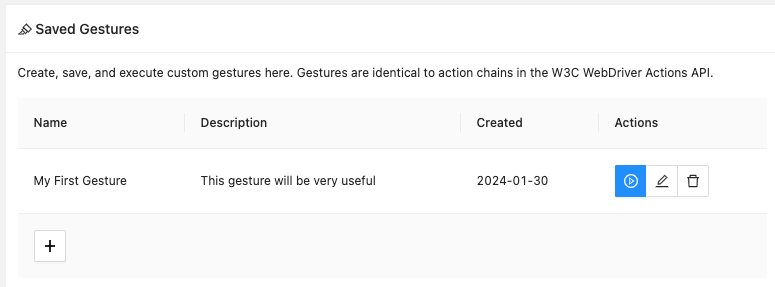 Saved Gestures
Create, save, and execute custom gestures here. Gestures are identical to action chains in the W3C WebDriver Actions API.
Name Description Created Actions
My First Gesture This gesture will be very useful 2024-01-30